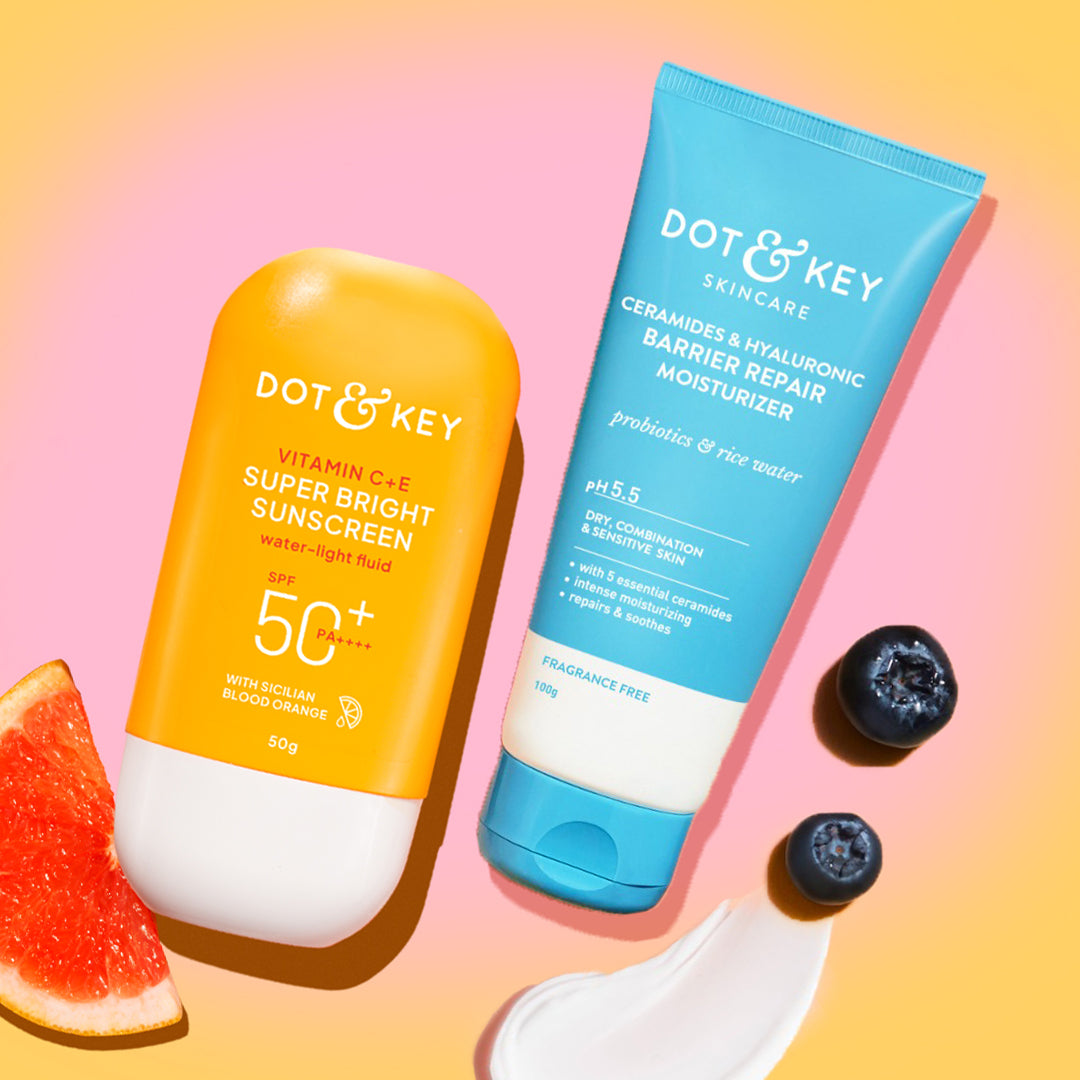 DOT & KEY
VITAMIN C+E
SUPER BRIGHT
SUNSCREEN
water-light fluid
SPF
50+
PA++++
WITH SICILIAN
BLOOD ORANGE
50g
DOT & KEY
SKINCARE
CERAMIDES & HYALURONIC
BARRIER REPAIR
MOISTURIZER
probiotics & rice water
pH 5.5
DRY, COMBINATION
& SENSITIVE SKIN
• with 5 essential ceramides
• intense moisturizing
• repairs & soothes
FRAGRANCE FREE
100g